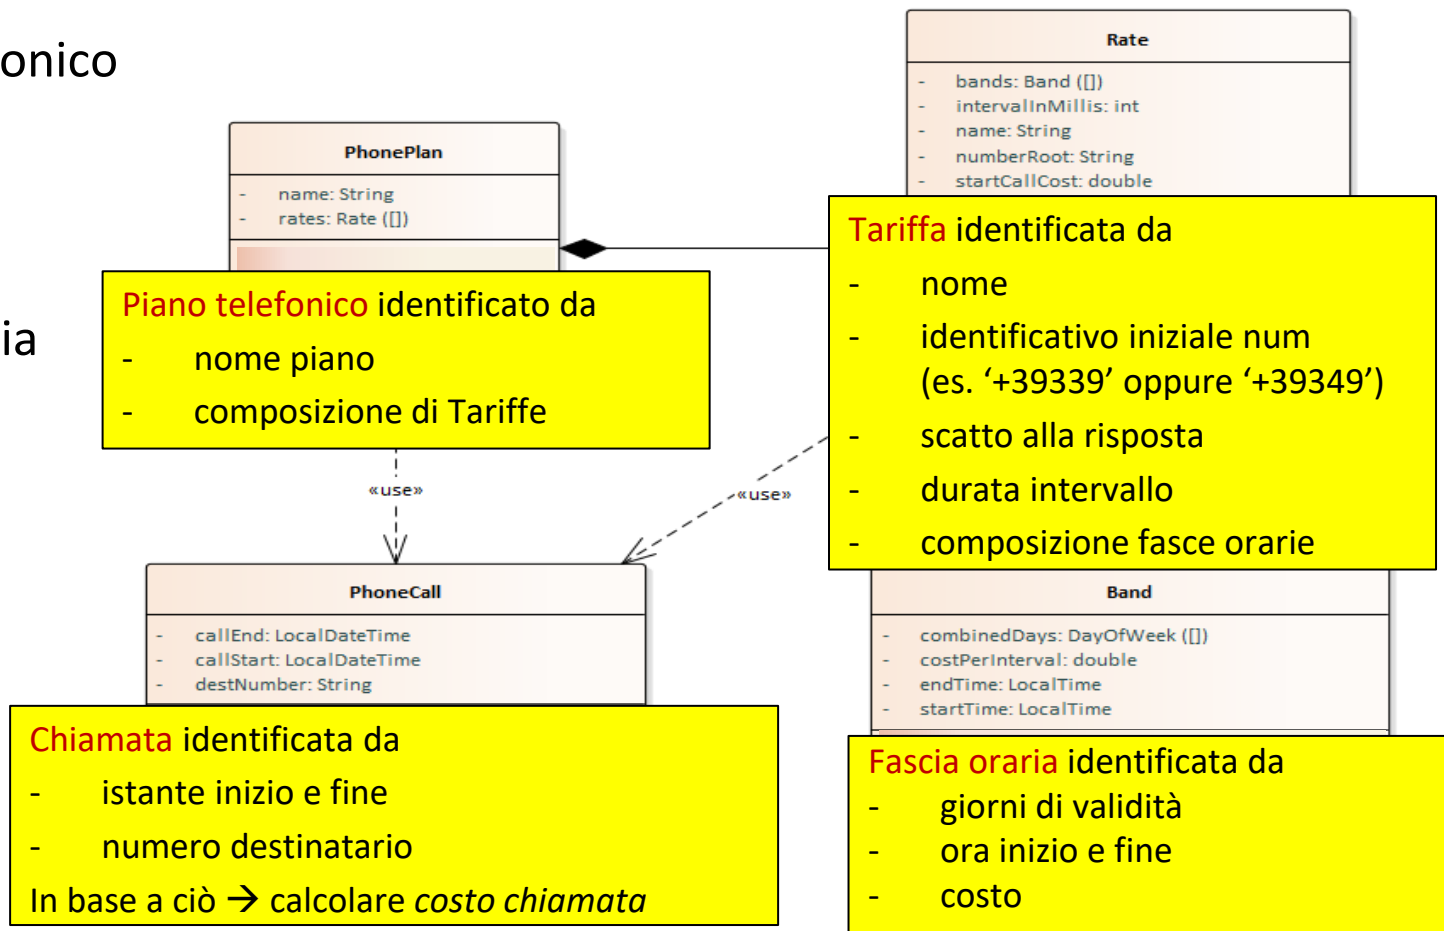 onico
ia
PhonePlan
- name: String
- rates: Rate ([])
Rate
- bands: Band ([])
- intervalInMillis: int
- name: String
- numberRoot: String
- startCallCost: double
Piano telefonico identificato da
- nome piano
- composizione di Tariffe
Tariffa identificata da
- nome
- identificativo iniziale num
(es. ‘+39339’ oppure ‘+39349’)
- scatto alla risposta
- durata intervallo
- composizione fasce orarie
«use»
«use»
PhoneCall
- callEnd: LocalDateTime
- callStart: LocalDateTime
- destNumber: String
Band
- combinedDays: DayOfWeek ([])
- costPerInterval: double
- endTime: LocalTime
- startTime: LocalTime
Chiamata identificata da
- istante inizio e fine
- numero destinatario
In base a ciò → calcolare costo chiamata
Fascia oraria identificata da
- giorni di validità
- ora inizio e fine
- costo